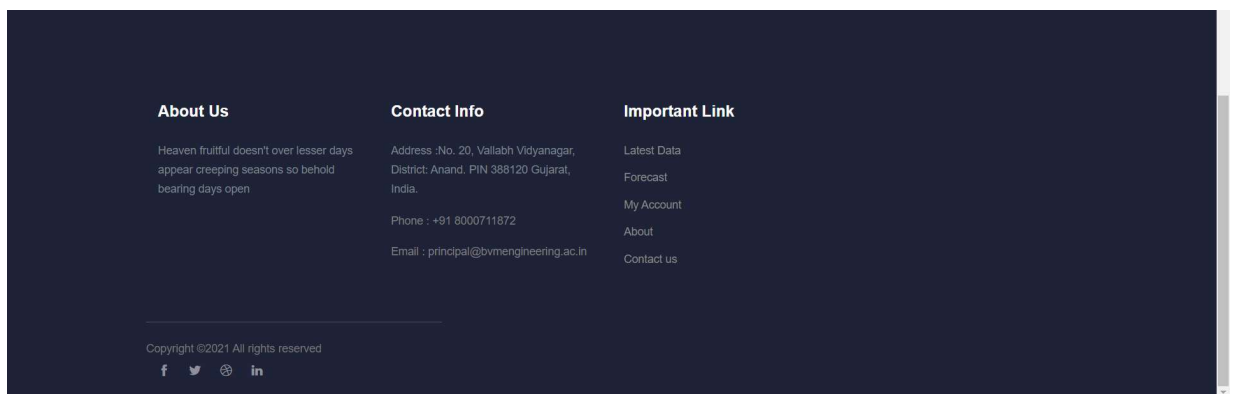 About Us
Heaven fruitful doesn't over lesser days
appear creeping seasons so behold
bearing days open
Contact Info
Address :No. 20, Vallabh Vidyanagar,
District: Anand. PIN 388120 Gujarat,
India.
Phone : +91 8000711872
Email : principal@bvmengineering.ac.in
Important Link
Latest Data
Forecast
My Account
About
Contact us
Copyright ©2021 All rights reserved